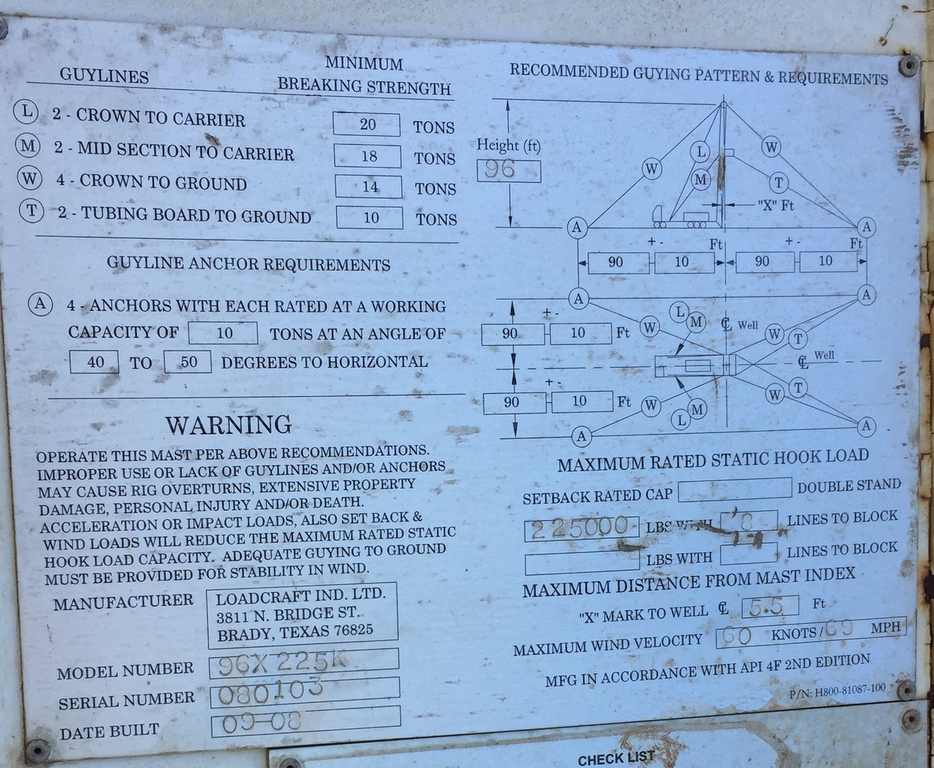 GUYLINES
MINIMUM
BREAKING STRENGTH
L 2 - CROWN TO CARRIER 20 TONS
M 2 - MID SECTION TO CARRIER 18 TONS
W 4 - CROWN TO GROUND 14 TONS
T 2 - TUBING BOARD TO GROUND 10 TONS
GUYLINE ANCHOR REQUIREMENTS
A 4 - ANCHORS WITH EACH RATED AT A WORKING
CAPACITY OF 10 TONS AT AN ANGLE OF
40 TO 50 DEGREES TO HORIZONTAL
WARNING
OPERATE THIS MAST PER ABOVE RECOMMENDATIONS.
IMPROPER USE OR LACK OF GUYLINES AND/OR ANCHORS
MAY CAUSE RIG OVERTURNS, EXTENSIVE PROPERTY
DAMAGE, PERSONAL INJURY AND/OR DEATH.
ACCELERATION OR IMPACT LOADS, ALSO SET BACK &
WIND LOADS WILL REDUCE THE MAXIMUM RATED STATIC
HOOK LOAD CAPACITY. ADEQUATE GUYING TO GROUND
MUST BE PROVIDED FOR STABILITY IN WIND.
MANUFACTURER
LOADCRAFT IND. LTD.
3811 N. BRIDGE ST.
BRADY, TEXAS 76825
MODEL NUMBER 96X225K
SERIAL NUMBER 080103
DATE BUILT 09-08
RECOMMENDED GUYING PATTERN & REQUIREMENTS
Height (ft)
96
W L W
M T
"X" Ft
A A
+ - Ft + - Ft
90 10 90 10
A A
+ -
90 10 Ft
W L M ℄ Well W T
℄ Well
+ -
90 10 Ft
W L M W T
A A
MAXIMUM RATED STATIC HOOK LOAD
SETBACK RATED CAP DOUBLE STAND
225000 LBS WITH LINES TO BLOCK
LBS WITH LINES TO BLOCK
MAXIMUM DISTANCE FROM MAST INDEX
"X" MARK TO WELL ℄ 5.5 Ft
MAXIMUM WIND VELOCITY 60 KNOTS/69 MPH
MFG IN ACCORDANCE WITH API 4F 2ND EDITION
P/N: H800-81087-100
CHECK LIST